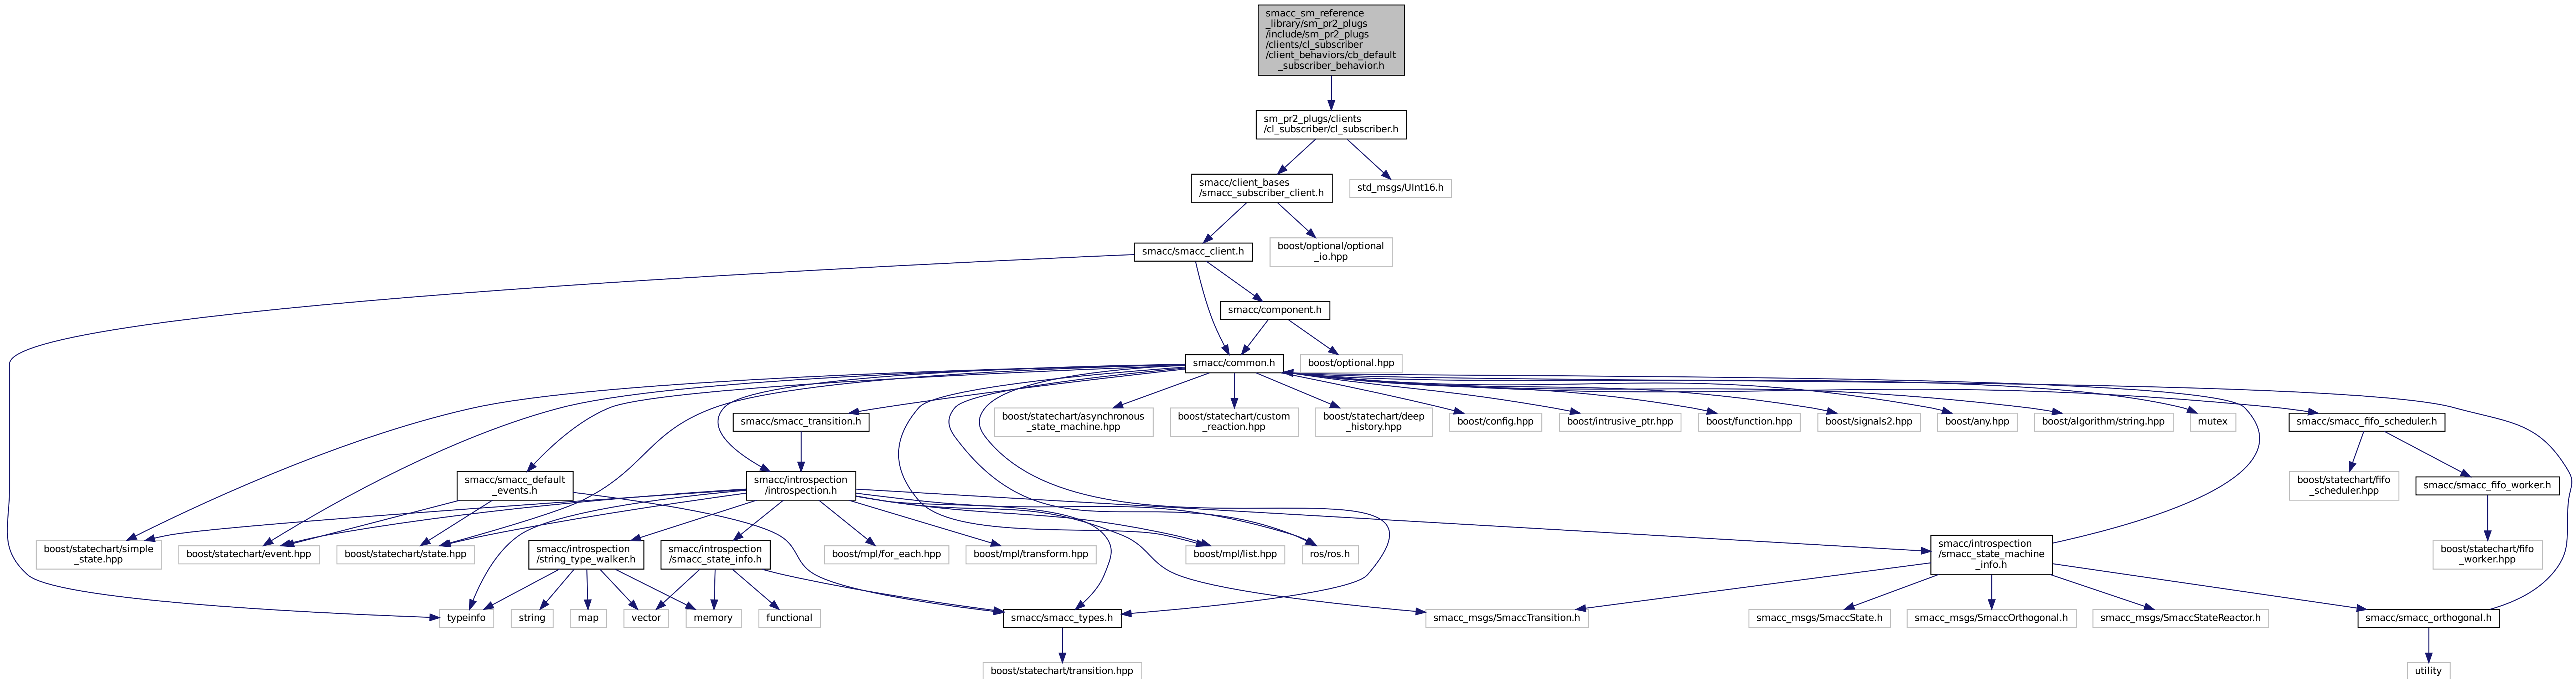 smacc_sm_reference
_library/sm_pr2_plugs
/include/sm_pr2_plugs
/clients/cl_subscriber
/client_behaviors/cb_default
_subscriber_behavior.h
sm_pr2_plugs/clients
/cl_subscriber/cl_subscriber.h
smacc/client_bases
/smacc_subscriber_client.h
std_msgs/UInt16.h
smacc/smacc_client.h
boost/optional/optional
_io.hpp
smacc/component.h
smacc/common.h
boost/optional.hpp
smacc/smacc_transition.h
boost/statechart/asynchronous
_state_machine.hpp
boost/statechart/custom
_reaction.hpp
boost/statechart/deep
_history.hpp
boost/config.hpp
boost/intrusive_ptr.hpp
boost/function.hpp
boost/signals2.hpp
boost/any.hpp
boost/algorithm/string.hpp
mutex
smacc/smacc_fifo_scheduler.h
smacc/smacc_default
_events.h
smacc/introspection
/introspection.h
boost/statechart/fifo
_scheduler.hpp
smacc/smacc_fifo_worker.h
boost/statechart/simple
_state.hpp
boost/statechart/event.hpp
boost/statechart/state.hpp
smacc/introspection
/string_type_walker.h
smacc/introspection
/smacc_state_info.h
boost/mpl/for_each.hpp
boost/mpl/transform.hpp
boost/mpl/list.hpp
ros/ros.h
smacc/introspection
/smacc_state_machine
_info.h
boost/statechart/fifo
_worker.hpp
typeinfo
string
map
vector
memory
functional
smacc/smacc_types.h
smacc_msgs/SmaccTransition.h
smacc_msgs/SmaccState.h
smacc_msgs/SmaccOrthogonal.h
smacc_msgs/SmaccStateReactor.h
smacc/smacc_orthogonal.h
boost/statechart/transition.hpp
utility